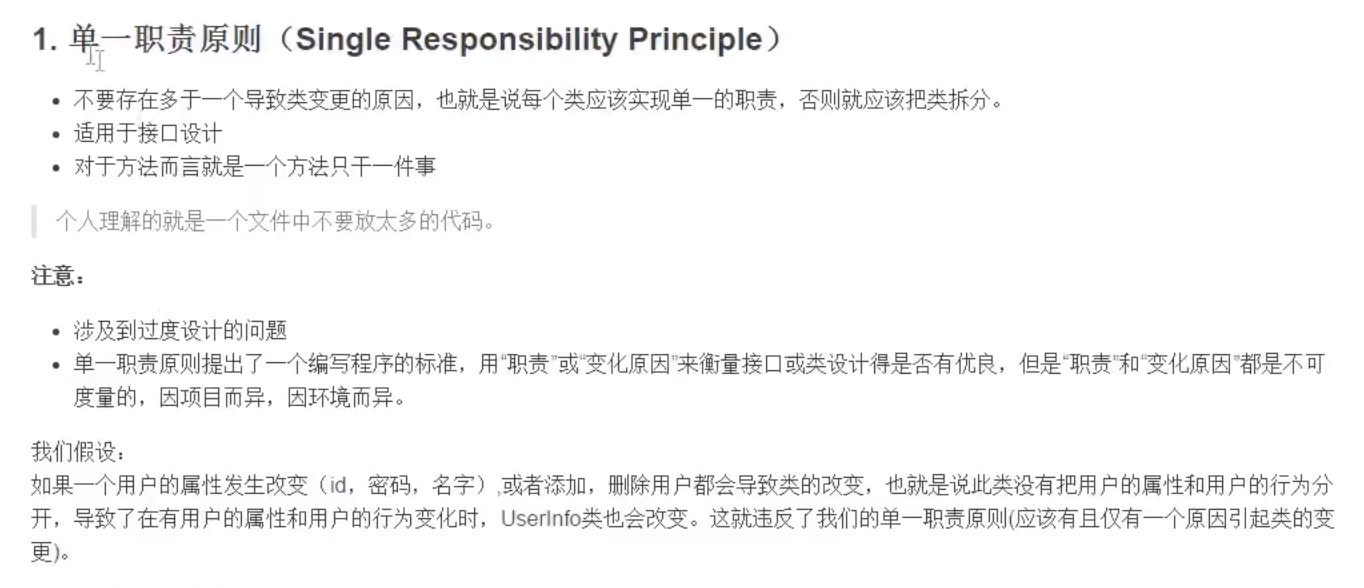 1. 单一职责原则（Single Responsibility Principle）
不要存在多于一个导致类变更的原因，也就是说每个类应该实现单一的职责，否则就应该把类拆分。
适用于接口设计
对于方法而言就是一个方法只干一件事
个人理解的就是一个文件中不要放太多的代码。
注意：
涉及到过度设计的问题
单一职责原则提出了一个编写程序的标准，用“职责”或“变化原因”来衡量接口或类设计得是否有优良，但是“职责”和“变化原因”都是不可
度量的，因项目而异，因环境而异。
我们假设：
如果一个用户的属性发生改变（id，密码，名字）,或者添加，删除用户都会导致类的改变，也就是说此类没有把用户的属性和用户的行为分
开，导致了在有用户的属性和用户的行为变化时，UserInfo类也会改变。这就违反了我们的单一职责原则(应该有且仅有一个原因引起类的变
更)。